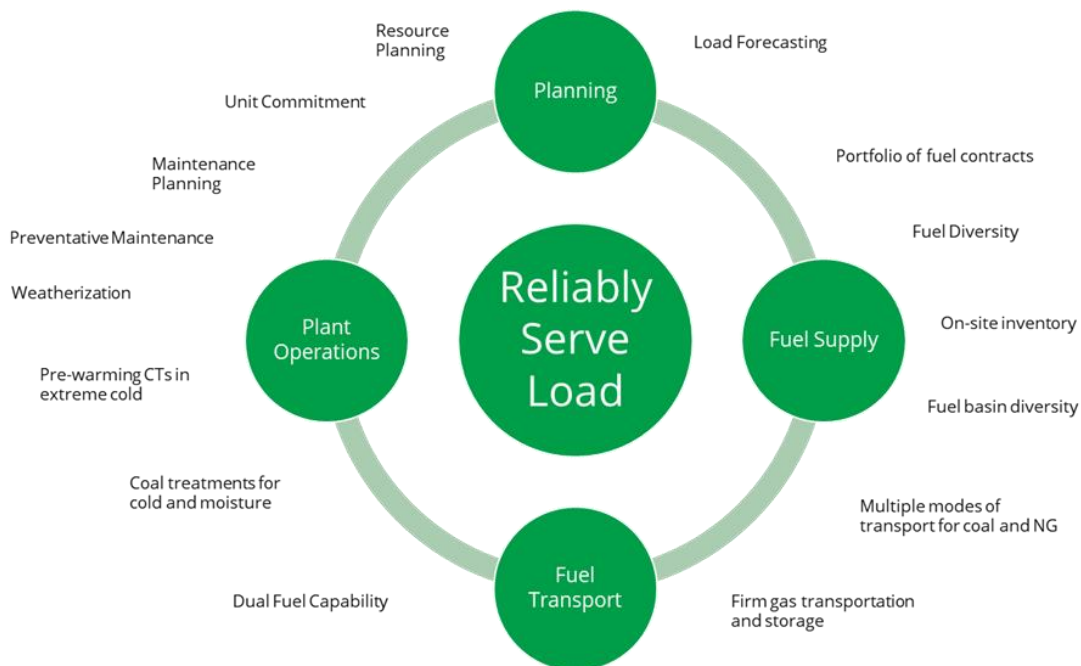 Resource
Planning
Load Forecasting
Planning
Unit Commitment
Portfolio of fuel contracts
Maintenance
Planning
Preventative Maintenance
Fuel Diversity
Weatherization
Reliably
Serve
Load
Plant
Operations
Fuel Supply
On-site inventory
Pre-warming CTs in
extreme cold
Fuel basin diversity
Coal treatments for
cold and moisture
Multiple modes of
transport for coal and NG
Fuel
Transport
Dual Fuel Capability
Firm gas transportation
and storage